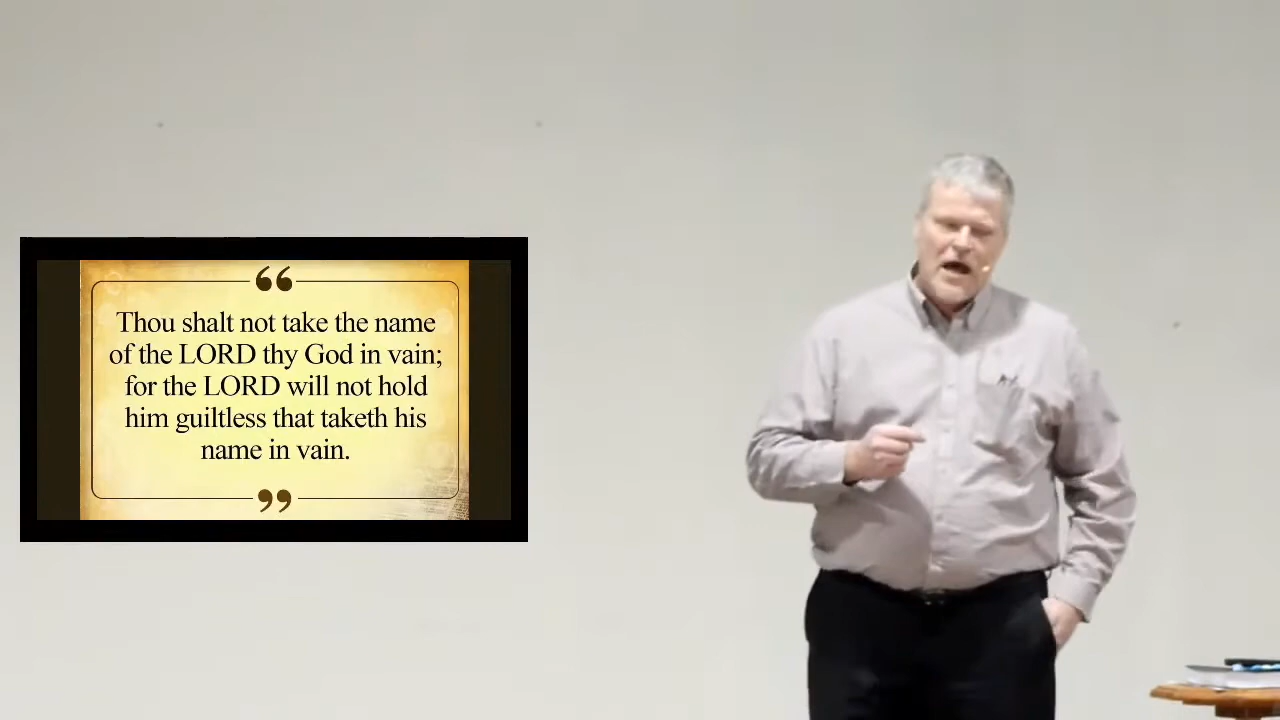 “
Thou shalt not take the name
of the LORD thy God in vain;
for the LORD will not hold
him guiltless that taketh his
name in vain.
”